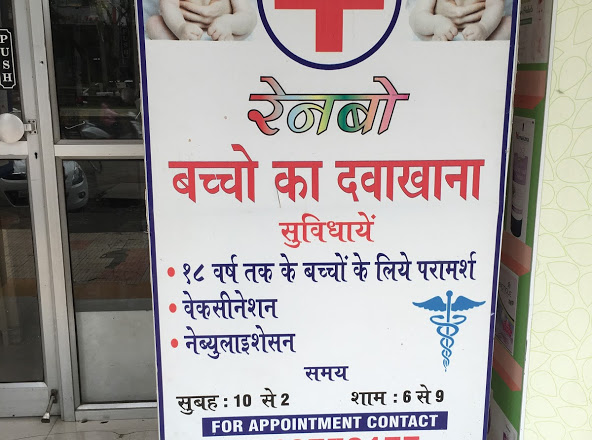 PUSH
रेनबो
बच्चो का दवाखाना
सुविधायें
• १८ वर्ष तक के बच्चों के लिये परामर्श
• वेकसीनेशन
• नेब्युलाइशेसन
समय
सुबह : 10 से 2 शाम : 6 से 9
FOR APPOINTMENT CONTACT